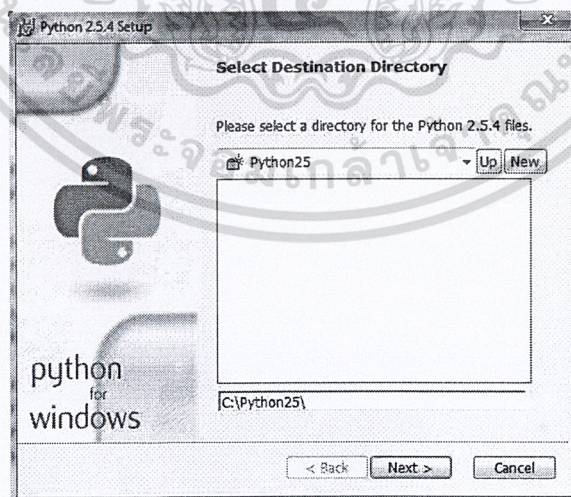 Python 2.5.4 Setup
Select Destination Directory
Please select a directory for the Python 2.5.4 files.
Python25
Up
New
python
for
windows
C:\Python25\
< Back
Next >
Cancel